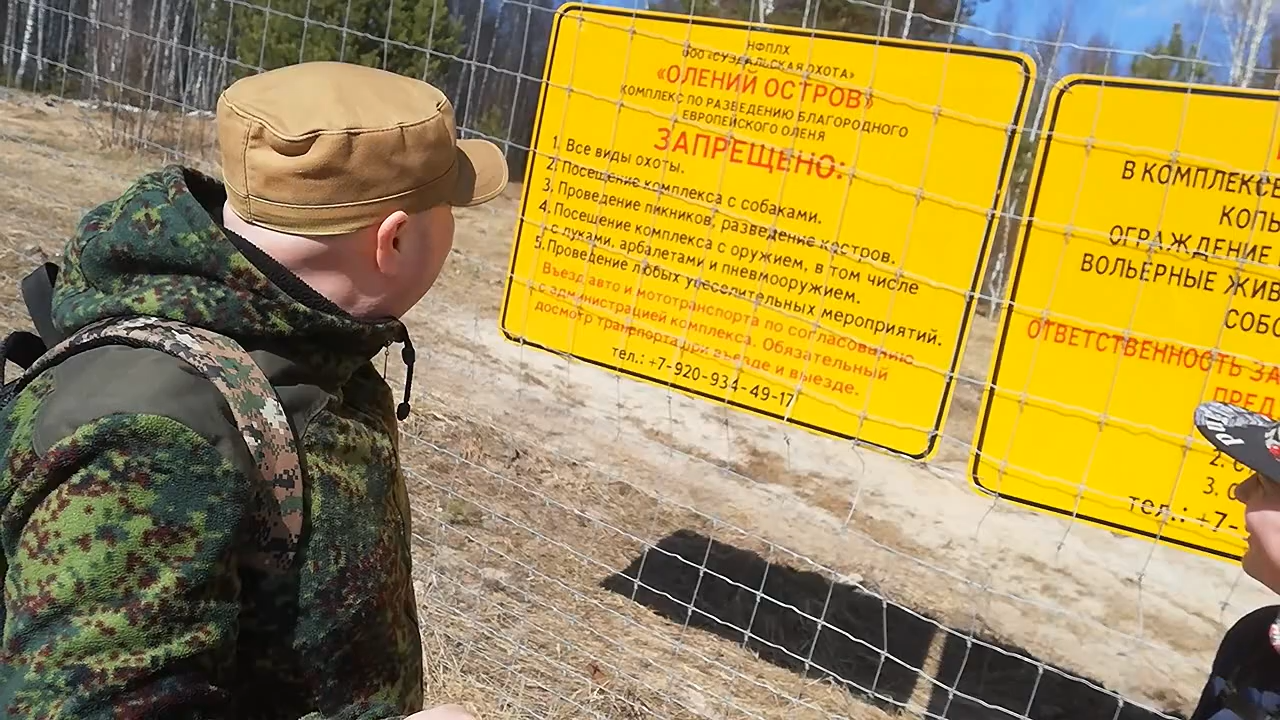 НФПЛХ
ООО «СУЗДАЛЬСКАЯ ОХОТА»
«ОЛЕНИЙ ОСТРОВ»
КОМПЛЕКС ПО РАЗВЕДЕНИЮ БЛАГОРОДНОГО
ЕВРОПЕЙСКОГО ОЛЕНЯ
ЗАПРЕЩЕНО:
1. Все виды охоты.
2. Посещение комплекса с собаками.
3. Проведение пикников, разведение костров.
4. Посещение комплекса с оружием, в том числе
с луками, арбалетами и пневмооружием.
5. Проведение любых увеселительных мероприятий.
Въезд авто и мототранспорта по согласованию
с администрацией комплекса. Обязательный
досмотр транспорта при въезде и выезде.
тел.: +7-920-934-49-17
В КОМПЛЕКСЕ
КОПЬ
ОГРАЖДЕНИЕ
ВОЛЬЕРНЫЕ ЖИВ
СОБС
ОТВЕТСТВЕННОСТЬ ЗА
ПРЕД
2. С
3. С
тел.: +7-